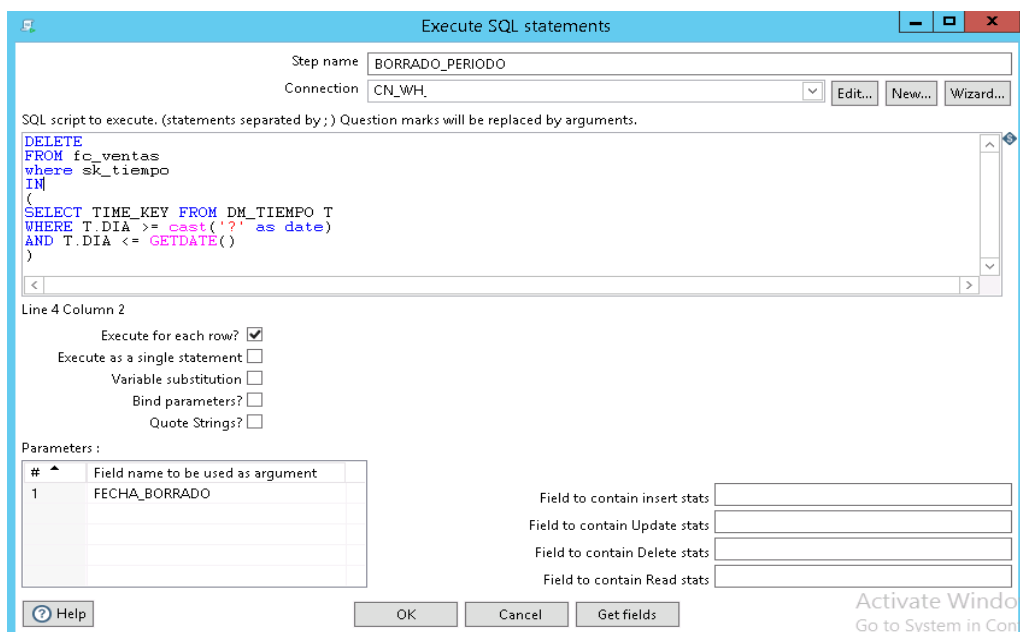 Execute SQL statements
Step name BORRADO_PERIODO
Connection CN_WH_ Edit... New... Wizard...
SQL script to execute. (statements separated by ; ) Question marks will be replaced by arguments.
DELETE
FROM fc_ventas
where sk_tiempo
IN
(
SELECT TIME_KEY FROM DM_TIEMPO T
WHERE T.DIA >= cast('?' as date)
AND T.DIA <= GETDATE()
)
Line 4 Column 2
Execute for each row?
Execute as a single statement
Variable substitution
Bind parameters?
Quote Strings?
Parameters :
# Field name to be used as argument
1 FECHA_BORRADO
Field to contain insert stats
Field to contain Update stats
Field to contain Delete stats
Field to contain Read stats
Help OK Cancel Get fields
Activate Windo
Go to System in Con